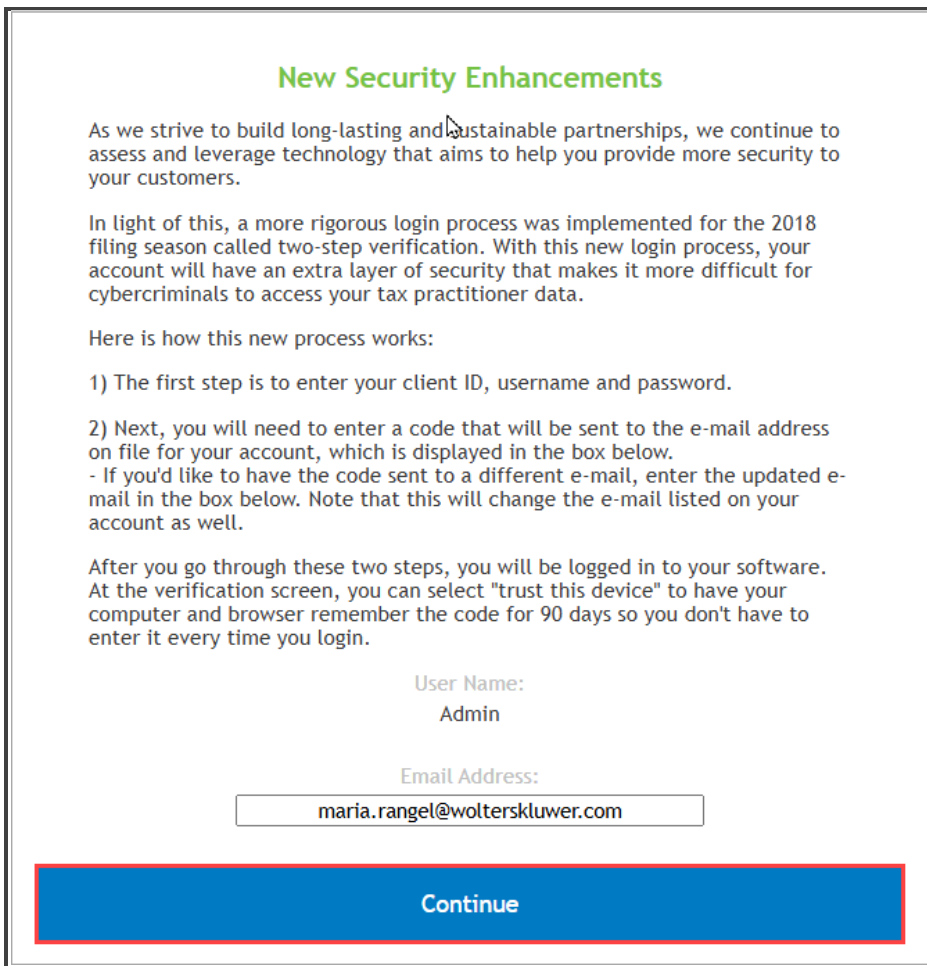 New Security Enhancements
As we strive to build long-lasting and sustainable partnerships, we continue to
assess and leverage technology that aims to help you provide more security to
your customers.
In light of this, a more rigorous login process was implemented for the 2018
filing season called two-step verification. With this new login process, your
account will have an extra layer of security that makes it more difficult for
cybercriminals to access your tax practitioner data.
Here is how this new process works:
1) The first step is to enter your client ID, username and password.
2) Next, you will need to enter a code that will be sent to the e-mail address
on file for your account, which is displayed in the box below.
- If you'd like to have the code sent to a different e-mail, enter the updated e-
mail in the box below. Note that this will change the e-mail listed on your
account as well.
After you go through these two steps, you will be logged in to your software.
At the verification screen, you can select "trust this device" to have your
computer and browser remember the code for 90 days so you don't have to
enter it every time you login.
User Name:
Admin
Email Address:
maria.rangel@wolterskluwer.com
Continue